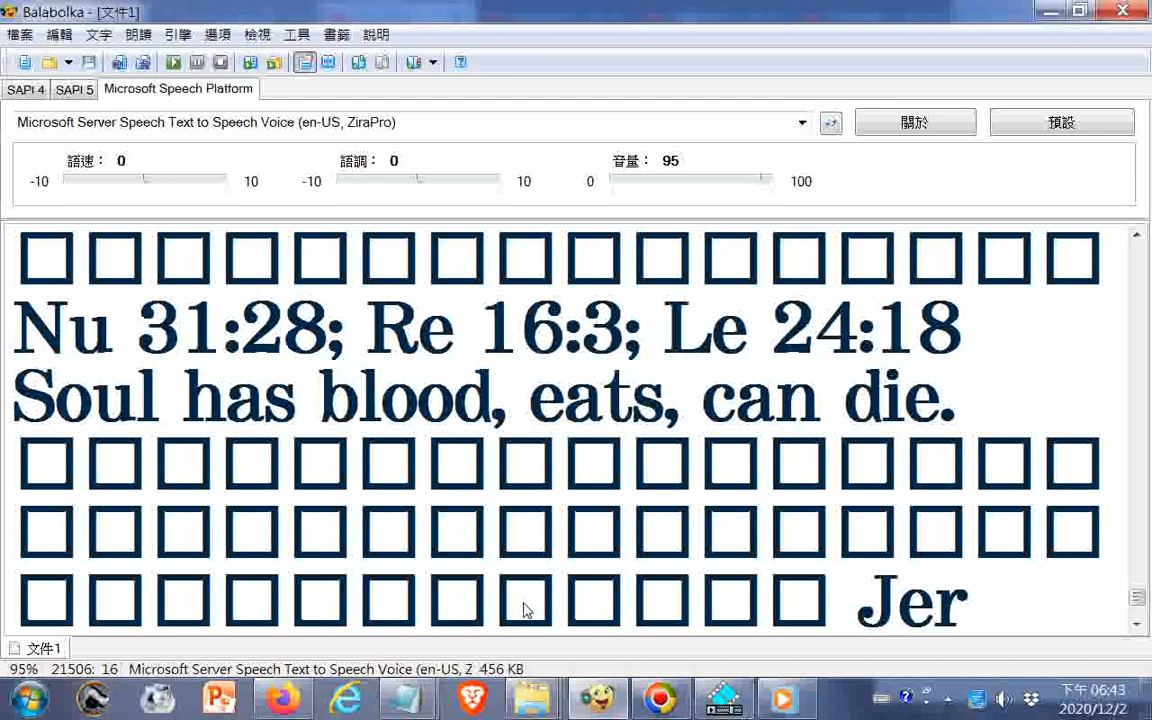 Balabolka - [文件1]
檔案 編輯 文字 朗讀 引擎 選項 檢視 工具 書籤 說明
SAPI 4 SAPI 5 Microsoft Speech Platform
Microsoft Server Speech Text to Speech Voice (en-US, ZiraPro) 關於 預設
語速： 0 語調： 0 音量： 95
-10 10 -10 10 0 100
□□□□□□□□□□□□□□□□
Nu 31:28; Re 16:3; Le 24:18
Soul has blood, eats, can die.
□□□□□□□□□□□□□□□□
□□□□□□□□□□□□□□□□
□□□□□□□□□□□□ Jer
文件1
95% 21506: 16 Microsoft Server Speech Text to Speech Voice (en-US, Z 456 KB
下午 06:43
2020/12/2